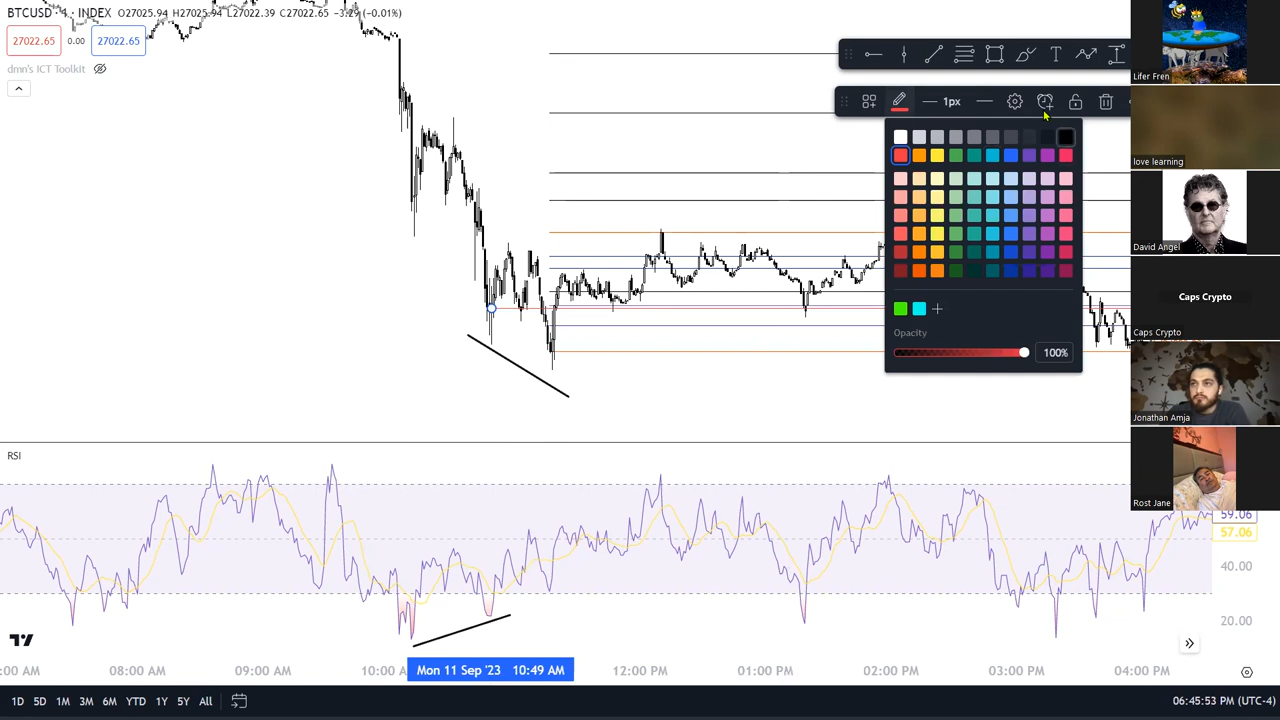 BTCUSD · 1 · INDEX O27025.94 H27025.94 L27022.39 C27022.65 −3.29 (−0.01%)
27022.65 0.00 27022.65
dmn's ICT Toolkit
T
1px
Opacity
100%
Lifer Fren
love learning
David Angel
Caps Crypto
Caps Crypto
Jonathan Amja
Rost Jane
RSI
59.06
57.06
40.00
20.00
:00 AM 08:00 AM 09:00 AM 10:00 A Mon 11 Sep '23 10:49 AM 12:00 PM 01:00 PM 02:00 PM 03:00 PM 04:00 PM
1D 5D 1M 3M 6M YTD 1Y 5Y All 06:45:53 PM (UTC-4)